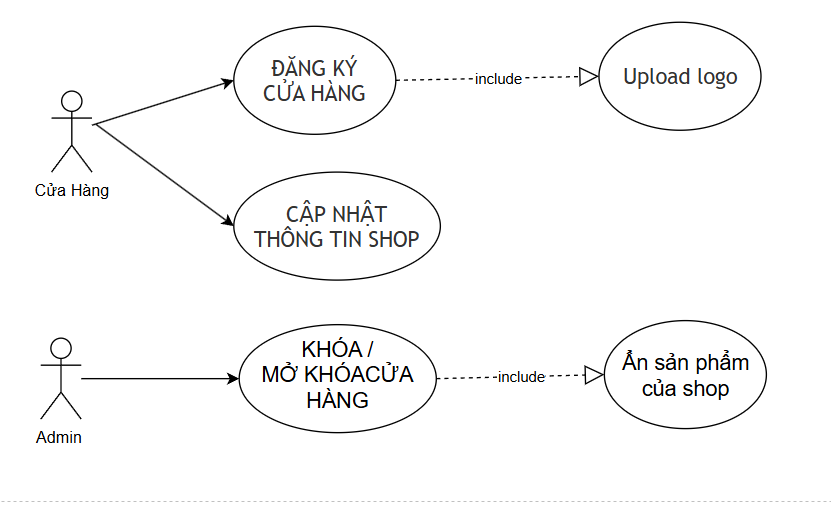 ĐĂNG KÝ
CỬA HÀNG
include
Upload logo
Cửa Hàng
CẬP NHẬT
THÔNG TIN SHOP
KHÓA /
MỞ KHÓACỬA
HÀNG
include
Ẩn sản phẩm
của shop
Admin